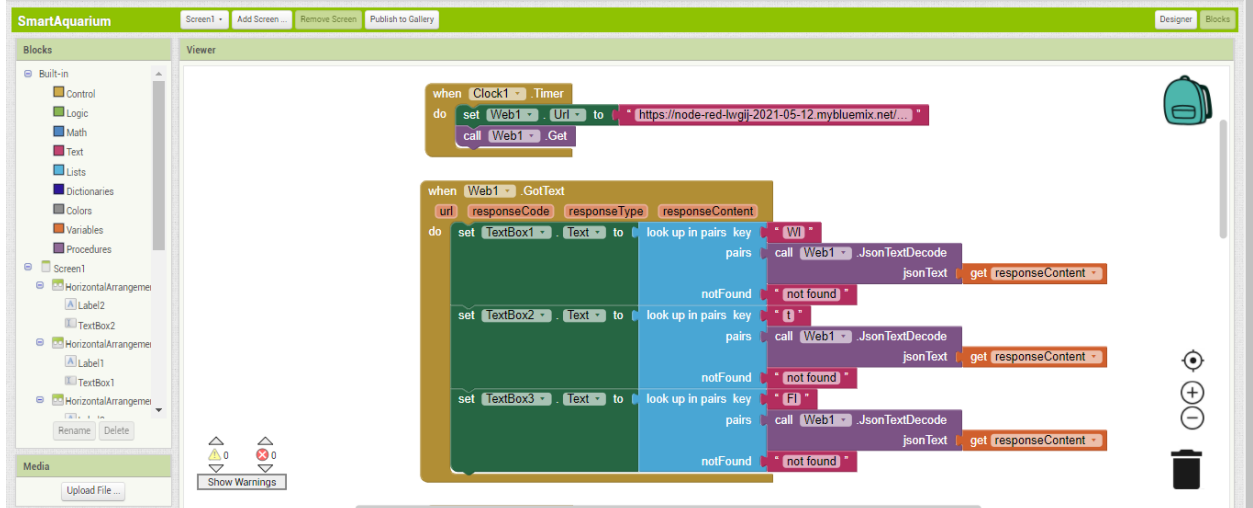 SmartAquarium Screen1 Add Screen ... Remove Screen Publish to Gallery Designer Blocks
Blocks Viewer
Built-in
Control
Logic
Math
Text
Lists
Dictionaries
Colors
Variables
Procedures
Screen1
HorizontalArrangemen
Label2
TextBox2
HorizontalArrangemen
Label1
TextBox1
HorizontalArrangemen
Rename Delete
Media
Upload File ...
when Clock1 .Timer
do set Web1 . Url to " https://node-red-lwgij-2021-05-12.mybluemix.net/... "
call Web1 .Get
when Web1 .GotText
url responseCode responseType responseContent
do set TextBox1 . Text to look up in pairs key " Wl "
pairs call Web1 .JsonTextDecode
jsonText get responseContent
notFound " not found "
set TextBox2 . Text to look up in pairs key " t "
pairs call Web1 .JsonTextDecode
jsonText get responseContent
notFound " not found "
set TextBox3 . Text to look up in pairs key " Fl "
pairs call Web1 .JsonTextDecode
jsonText get responseContent
notFound " not found "
0 0
Show Warnings